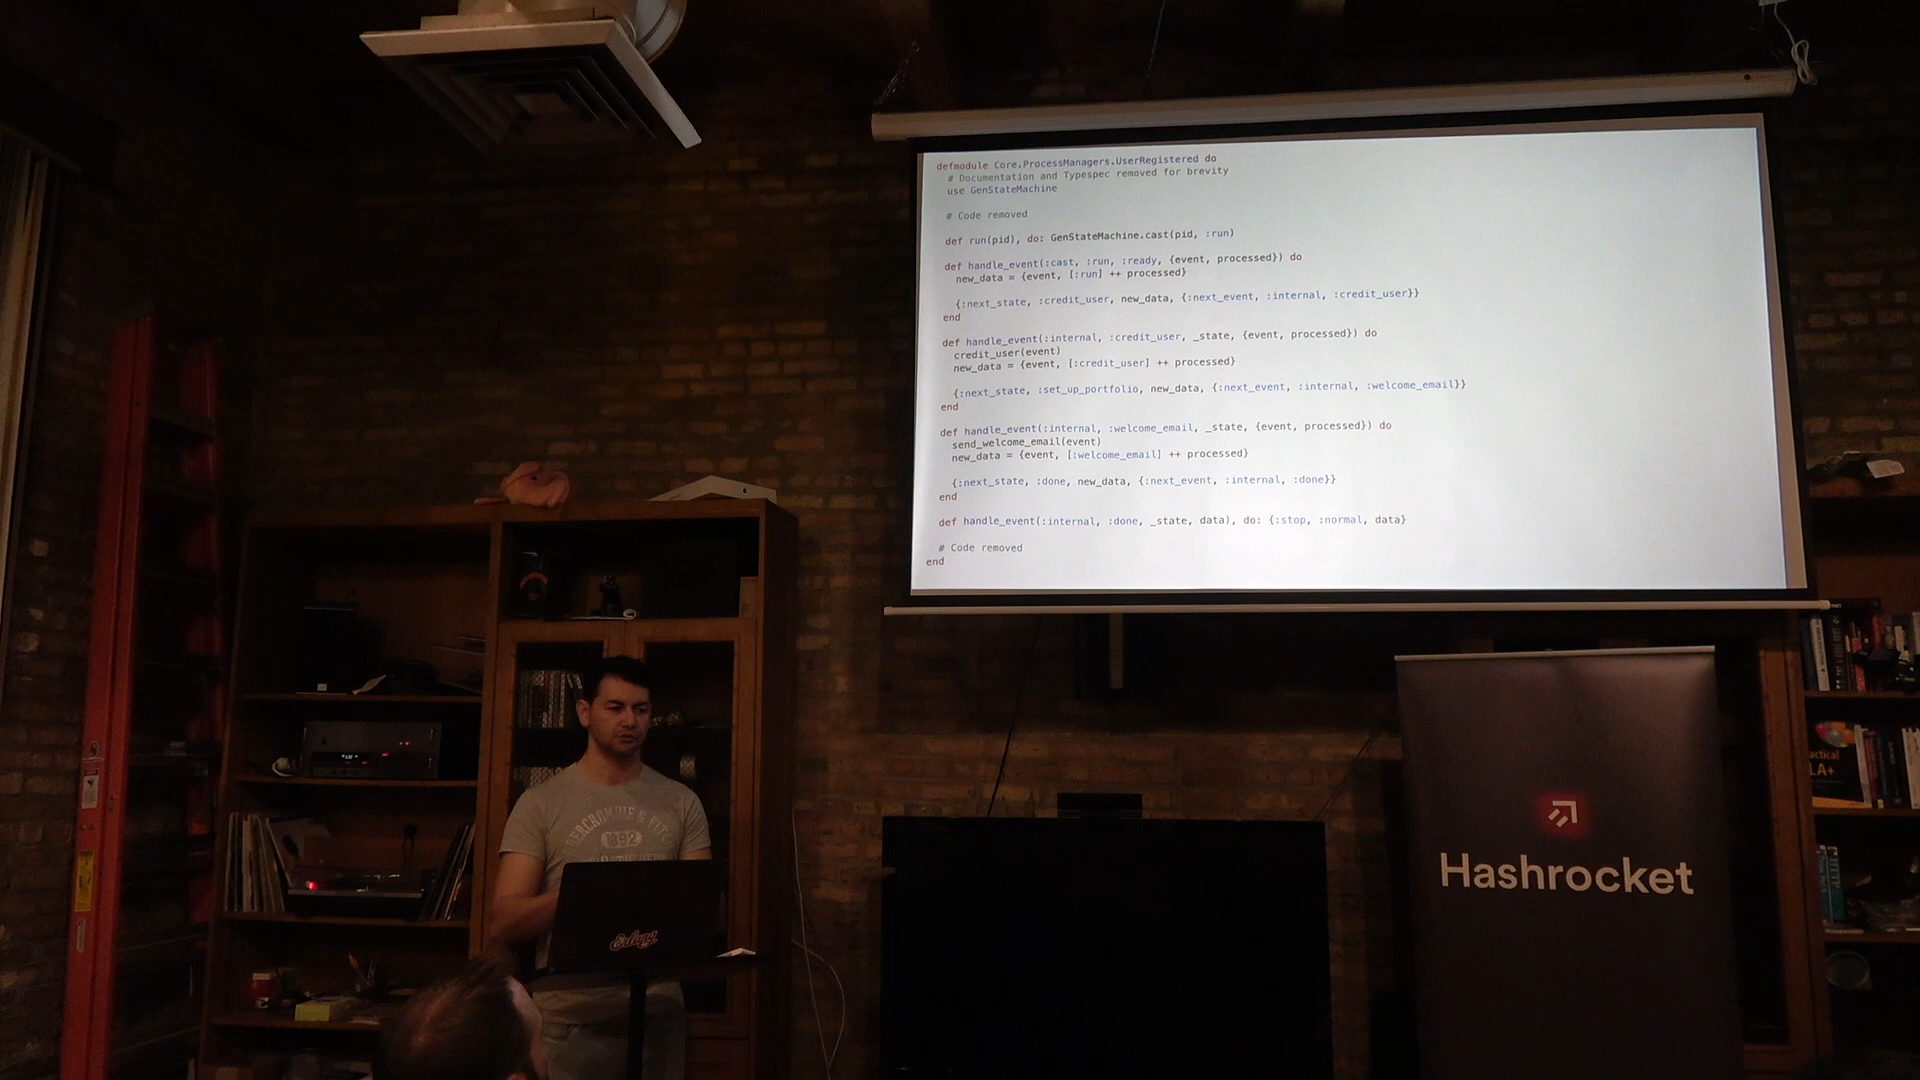 defmodule Core.ProcessManagers.UserRegistered do
# Documentation and Typespec removed for brevity
use GenStateMachine
# Code removed
def run(pid), do: GenStateMachine.cast(pid, :run)
def handle_event(:cast, :run, :ready, {event, processed}) do
new_data = {event, [:run] ++ processed}
{:next_state, :credit_user, new_data, {:next_event, :internal, :credit_user}}
end
def handle_event(:internal, :credit_user, _state, {event, processed}) do
credit_user(event)
new_data = {event, [:credit_user] ++ processed}
{:next_state, :set_up_portfolio, new_data, {:next_event, :internal, :welcome_email}}
end
def handle_event(:internal, :welcome_email, _state, {event, processed}) do
send_welcome_email(event)
new_data = {event, [:welcome_email] ++ processed}
{:next_state, :done, new_data, {:next_event, :internal, :done}}
end
def handle_event(:internal, :done, _state, data), do: {:stop, :normal, data}
# Code removed
end
ABERCROMBIE & FITCH
1892
Erlang
Hashrocket
LA+